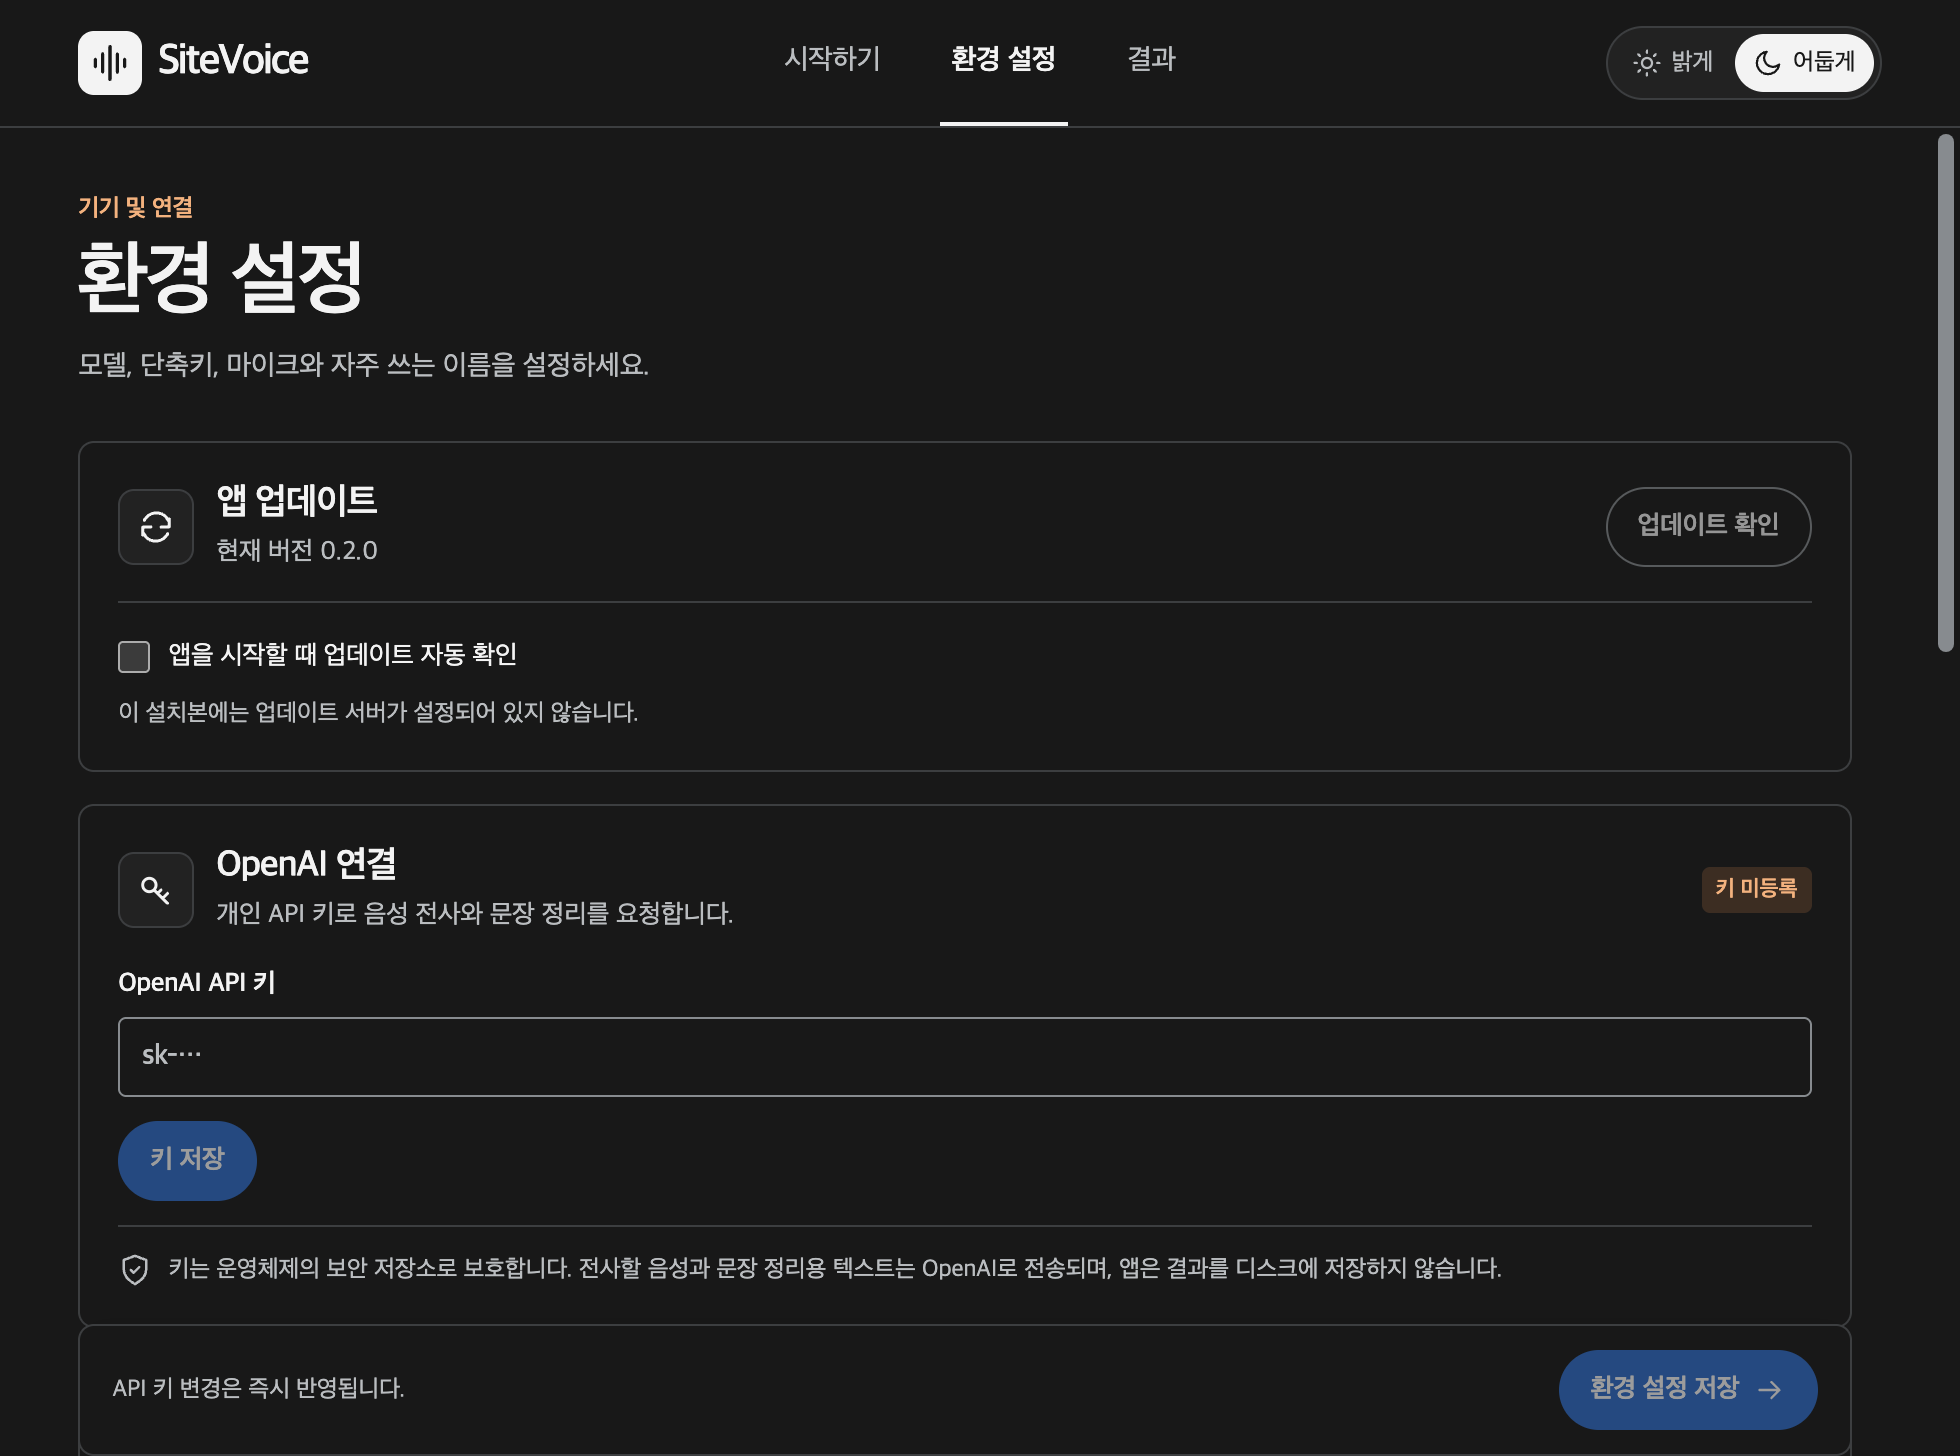 SiteVoice
시작하기
환경 설정
결과
밝게
어둡게
기기 및 연결
환경 설정
모델, 단축키, 마이크와 자주 쓰는 이름을 설정하세요.
앱 업데이트
현재 버전 0.2.0
업데이트 확인
앱을 시작할 때 업데이트 자동 확인
이 설치본에는 업데이트 서버가 설정되어 있지 않습니다.
OpenAI 연결
개인 API 키로 음성 전사와 문장 정리를 요청합니다.
키 미등록
OpenAI API 키
sk-…
키 저장
키는 운영체제의 보안 저장소로 보호합니다. 전사할 음성과 문장 정리용 텍스트는 OpenAI로 전송되며, 앱은 결과를 디스크에 저장하지 않습니다.
API 키 변경은 즉시 반영됩니다.
환경 설정 저장 →